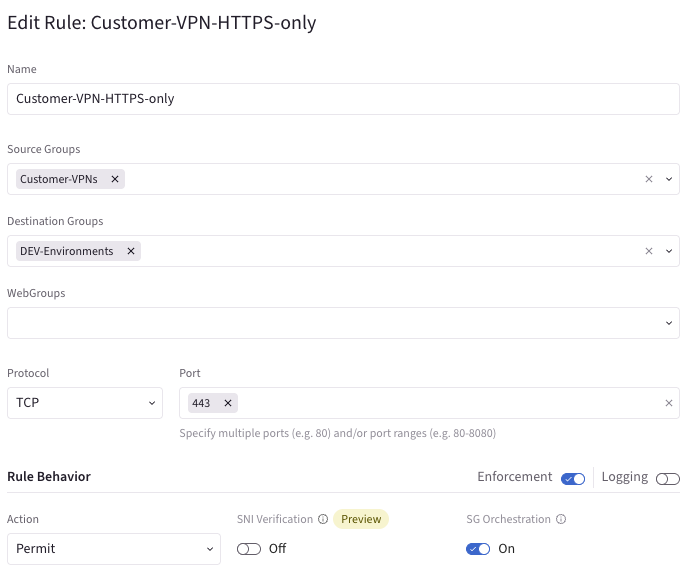 Edit Rule: Customer-VPN-HTTPS-only
Name
Customer-VPN-HTTPS-only
Source Groups
Customer-VPNs
Destination Groups
DEV-Environments
WebGroups
Protocol Port
TCP 443
Specify multiple ports (e.g. 80) and/or port ranges (e.g. 80-8080)
Rule Behavior Enforcement Logging
Action SNI Verification Preview SG Orchestration
Permit Off On